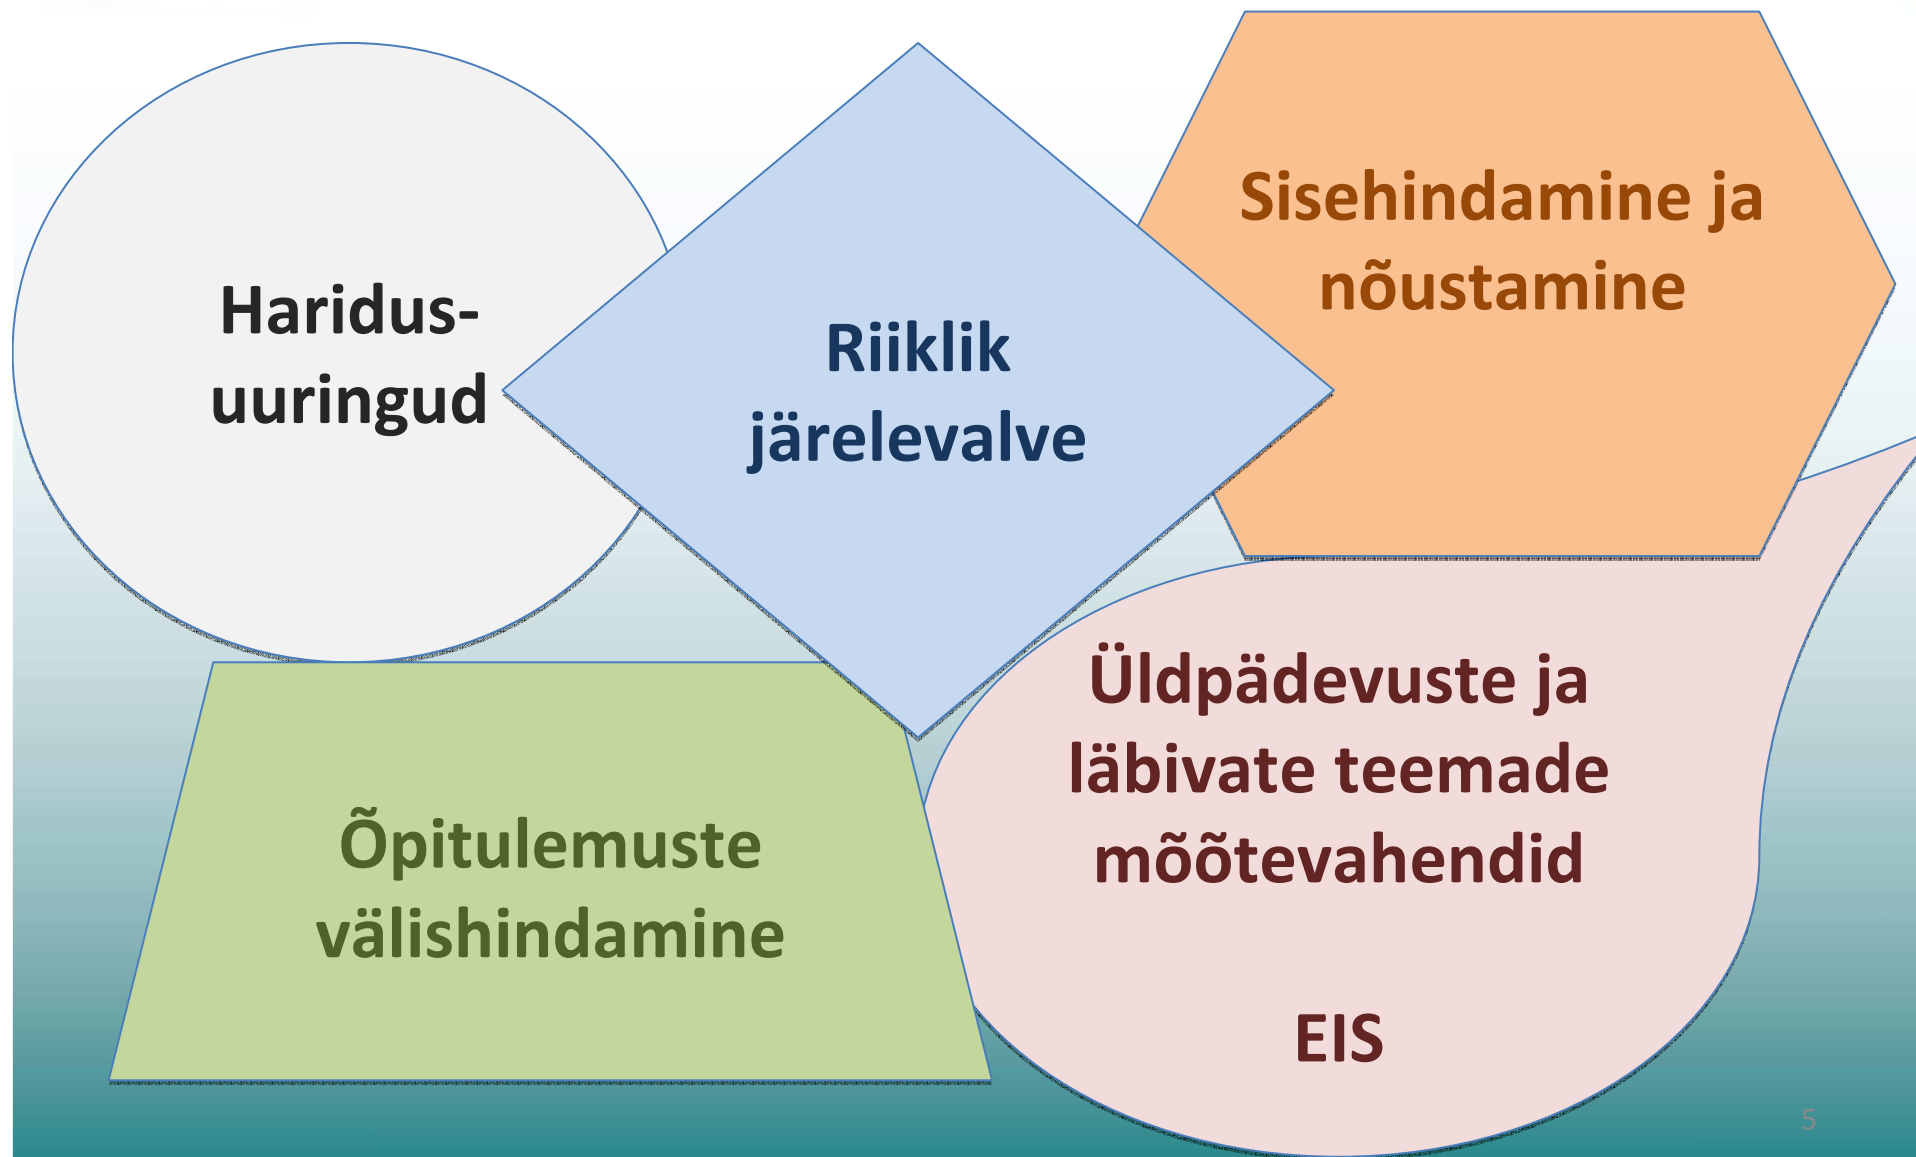 Haridus-
uuringud
Riiklik
järelevalve
Sisehindamine ja
nõustamine
Õpitulemuste
välishindamine
Üldpädevuste ja
läbivate teemade
mõõtevahendid
EIS
5